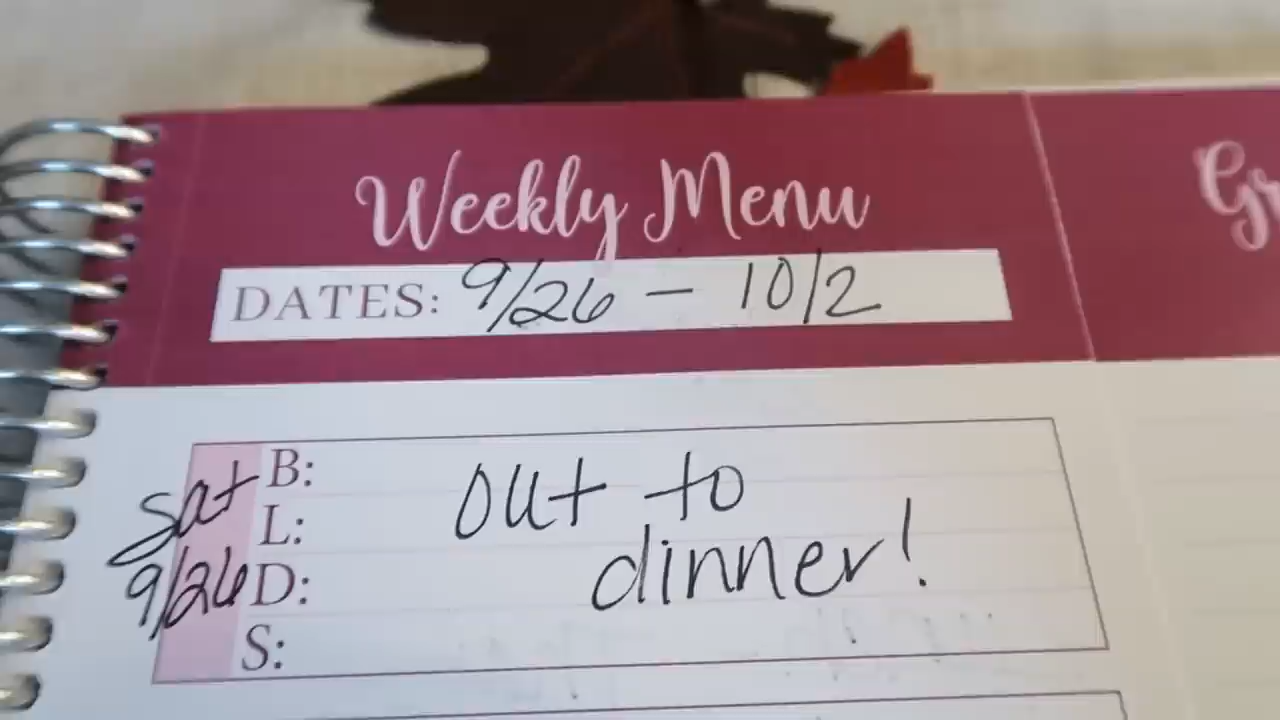 Weekly Menu
DATES: 9/26 - 10/2
Sat
9/26
B:
L:
D:
S:
out to
dinner!